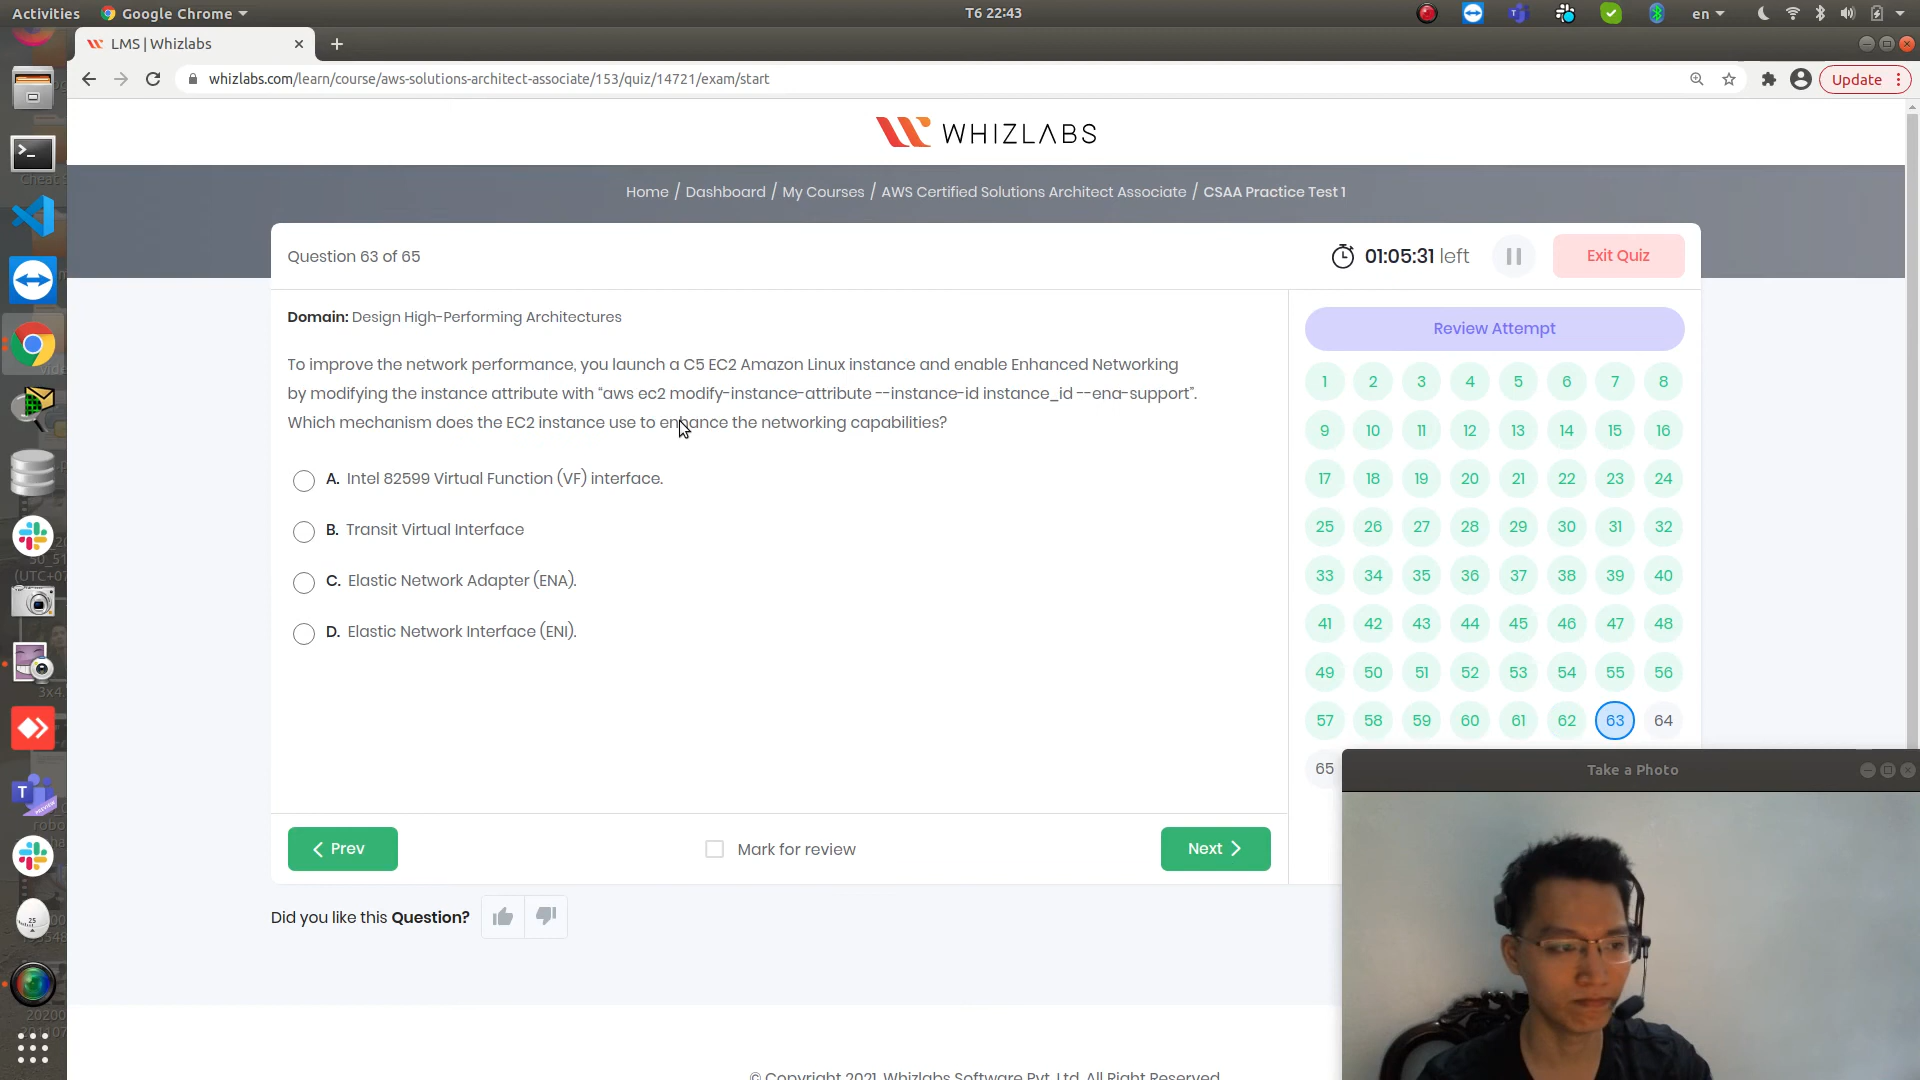 Activities
Google Chrome
T6 22:43
en
LMS | Whizlabs
whizlabs.com/learn/course/aws-solutions-architect-associate/153/quiz/14721/exam/start
Update
WHIZLABS
Home / Dashboard / My Courses / AWS Certified Solutions Architect Associate / CSAA Practice Test 1
Question 63 of 65
01:05:31 left
Exit Quiz
Domain: Design High-Performing Architectures
To improve the network performance, you launch a C5 EC2 Amazon Linux instance and enable Enhanced Networking
by modifying the instance attribute with “aws ec2 modify-instance-attribute --instance-id instance_id --ena-support”.
Which mechanism does the EC2 instance use to enhance the networking capabilities?
A. Intel 82599 Virtual Function (VF) interface.
B. Transit Virtual Interface
C. Elastic Network Adapter (ENA).
D. Elastic Network Interface (ENI).
Prev
Mark for review
Next
Review Attempt
1 2 3 4 5 6 7 8
9 10 11 12 13 14 15 16
17 18 19 20 21 22 23 24
25 26 27 28 29 30 31 32
33 34 35 36 37 38 39 40
41 42 43 44 45 46 47 48
49 50 51 52 53 54 55 56
57 58 59 60 61 62 63 64
65
Take a Photo
Did you like this Question?
© Copyright 2021. Whizlabs Software Pvt. Ltd. All Right Reserved